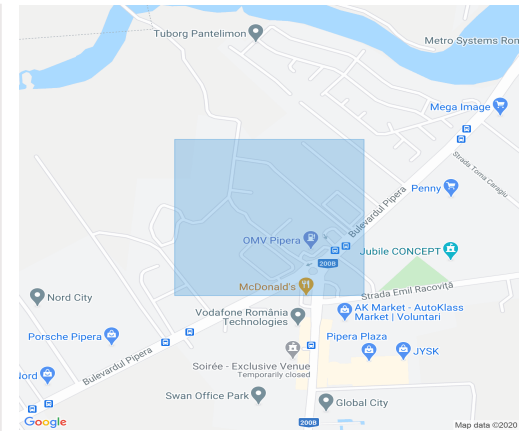 Tuborg Pantelimon
Metro Systems Rom
Mega Image
Strada Toma Caragiu
Penny
Bulevardul Pipera
OMV Pipera
Jubile CONCEPT
200B
McDonald's
Strada Emil Racoviță
Nord City
AK Market - AutoKlass
Market | Voluntari
Vodafone România
Technologies
Porsche Pipera
Pipera Plaza
JYSK
Bulevardul Pipera
Soirée - Exclusive Venue
Temporarily closed
Nord
Swan Office Park
Global City
Google
200B
Map data ©2020